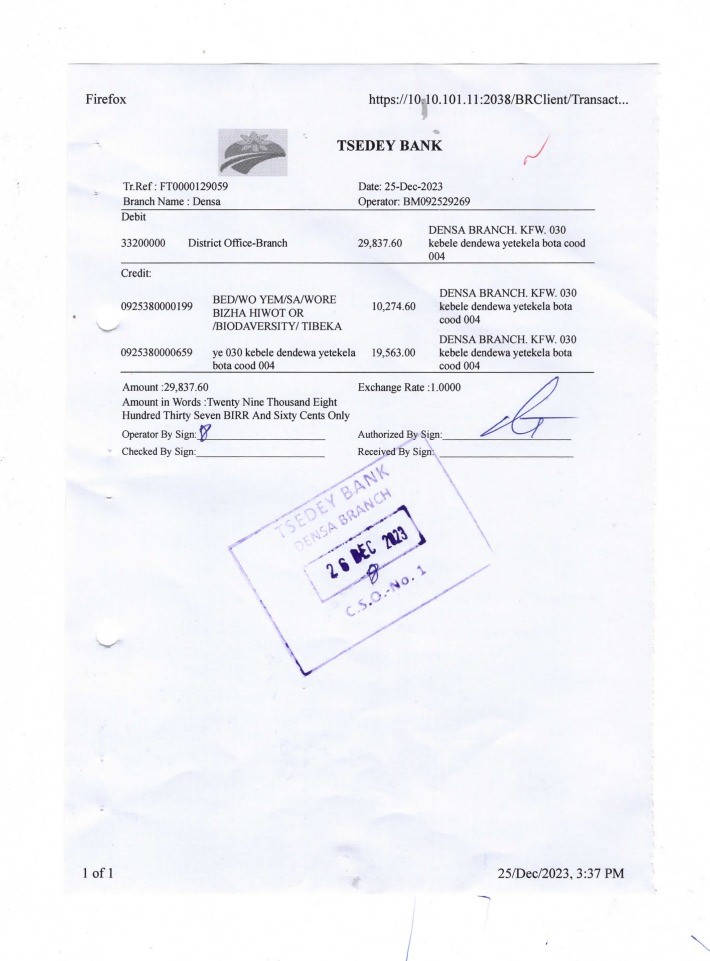 Firefox https://10.10.101.11:2038/BRClient/Transact...
TSEDEY BANK
Tr.Ref : FT0000129059 Date: 25-Dec-2023
Branch Name : Densa Operator: BM092529269
Debit
33200000 District Office-Branch 29,837.60 DENSA BRANCH. KFW. 030
kebele dendewa yetekela bota cood
004
Credit:
0925380000199 BED/WO YEM/SA/WORE
BIZHA HIWOT OR
/BIODAVERSITY/ TIBEKA 10,274.60 DENSA BRANCH. KFW. 030
kebele dendewa yetekela bota
cood 004
0925380000659 ye 030 kebele dendewa yetekela
bota cood 004 19,563.00 DENSA BRANCH. KFW. 030
kebele dendewa yetekela bota
cood 004
Amount :29,837.60 Exchange Rate :1.0000
Amount in Words :Twenty Nine Thousand Eight
Hundred Thirty Seven BIRR And Sixty Cents Only
Operator By Sign: Authorized By Sign:
Checked By Sign: Received By Sign:
TSEDEY BANK
DENSA BRANCH
26 DEC 2023
C.S.O.-No. 1
1 of 1 25/Dec/2023, 3:37 PM